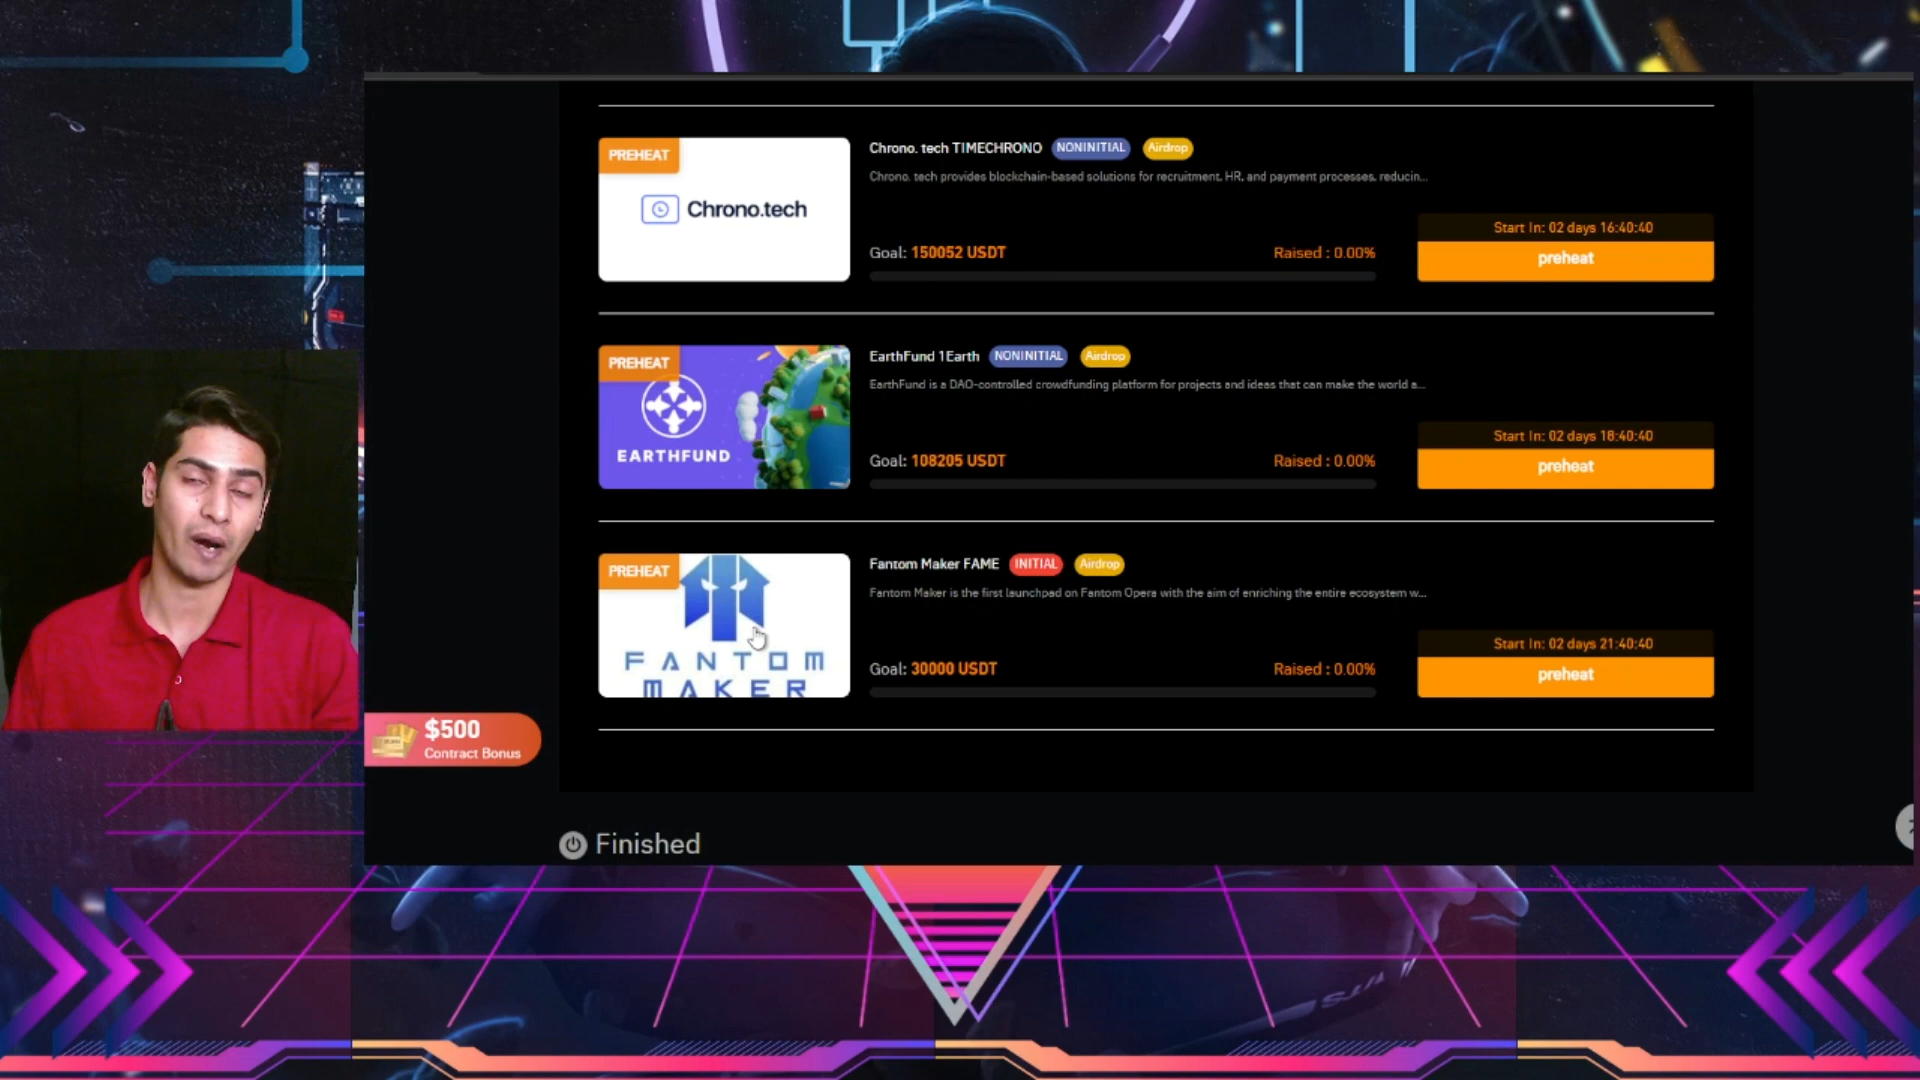 PREHEAT
Chrono.tech
Chrono. tech TIMECHRONO NONINITIAL Airdrop
Chrono. tech provides blockchain-based solutions for recruitment, HR, and payment processes, reducin...
Goal: 150052 USDT Raised : 0.00%
Start In: 02 days 16:40:40
preheat
PREHEAT
EARTHFUND
EarthFund 1Earth NONINITIAL Airdrop
EarthFund is a DAO-controlled crowdfunding platform for projects and ideas that can make the world a...
Goal: 108205 USDT Raised : 0.00%
Start In: 02 days 18:40:40
preheat
PREHEAT
FANTOM
MAKER
Fantom Maker FAME INITIAL Airdrop
Fantom Maker is the first launchpad on Fantom Opera with the aim of enriching the entire ecosystem w...
Goal: 30000 USDT Raised : 0.00%
Start In: 02 days 21:40:40
preheat
$500
Contract Bonus
Finished